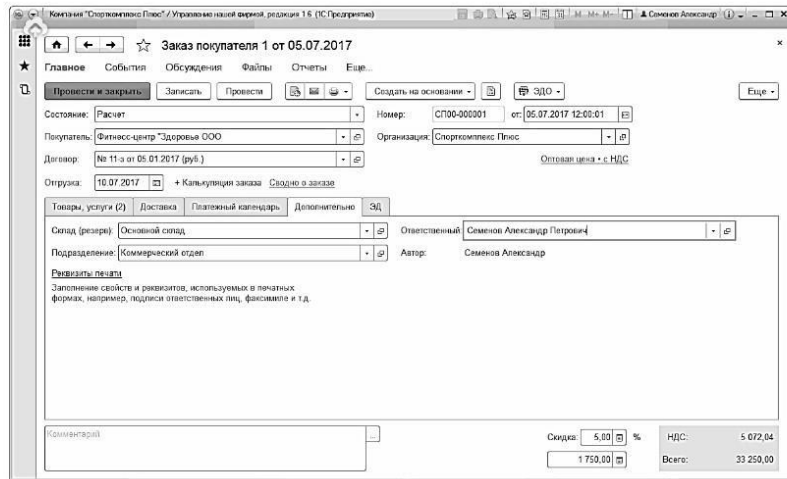 Компания "Спорткомплекс Плюс" / Управление нашей фирмой, редакция 1.6 (1С:Предприятие)
M M+ M- Семенов Александр
Заказ покупателя 1 от 05.07.2017
Главное События Обсуждения Файлы Отчеты Еще...
Провести и закрыть Записать Провести Создать на основании ЭДО Еще
Состояние: Расчет Номер: СП00-000001 от: 05.07.2017 12:00:01
Покупатель: Фитнесс-центр "Здоровье ООО Организация: Спорткомплекс Плюс
Договор: № 11-э от 05.01.2017 (руб.) Оптовая цена • с НДС
Отгрузка: 10.07.2017 + Калькуляция заказа Сводно о заказе
Товары, услуги (2) Доставка Платежный календарь Дополнительно ЭД
Склад (резерв): Основной склад Ответственный: Семенов Александр Петрович
Подразделение: Коммерческий отдел Автор: Семенов Александр
Реквизиты печати
Заполнение свойств и реквизитов, используемых в печатных
формах, например, подписи ответственных лиц, факсимиле и т.д.
Комментарий Скидка: 5,00 % НДС: 5 072,04
1 750,00 Всего: 33 250,00